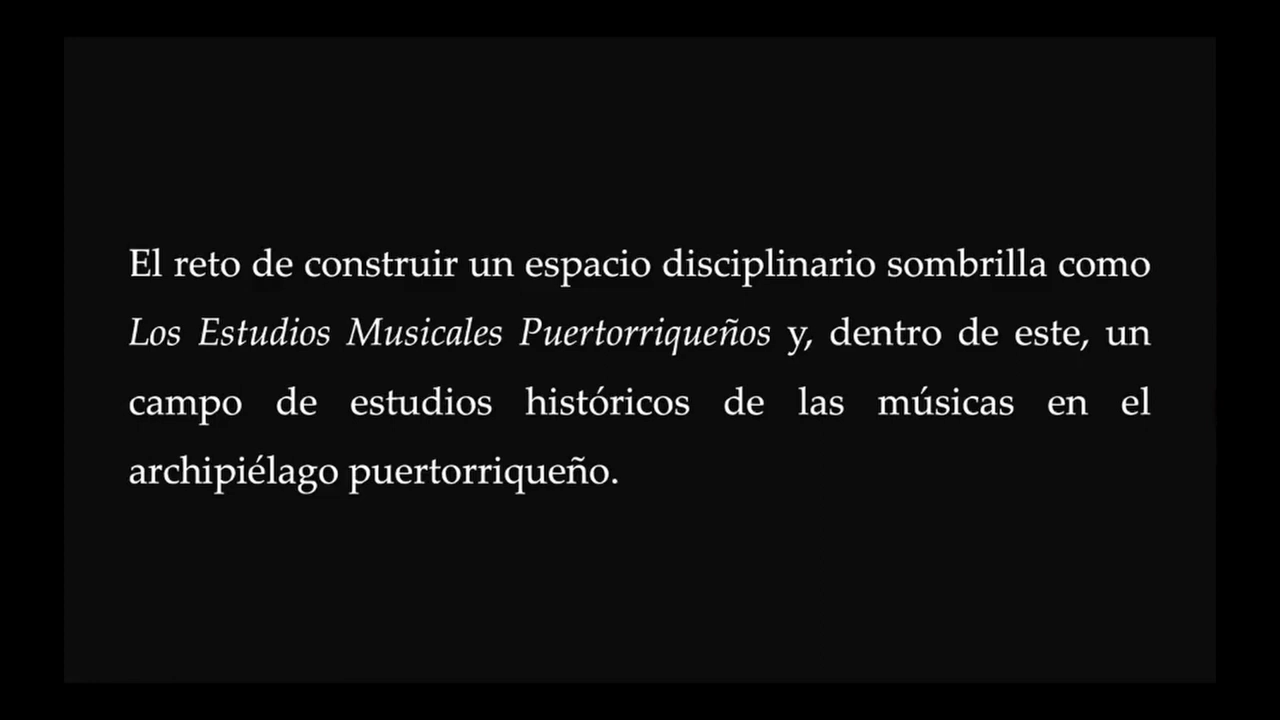 El reto de construir un espacio disciplinario sombrilla como
Los Estudios Musicales Puertorriqueños y, dentro de este, un
campo de estudios históricos de las músicas en el
archipiélago puertorriqueño.